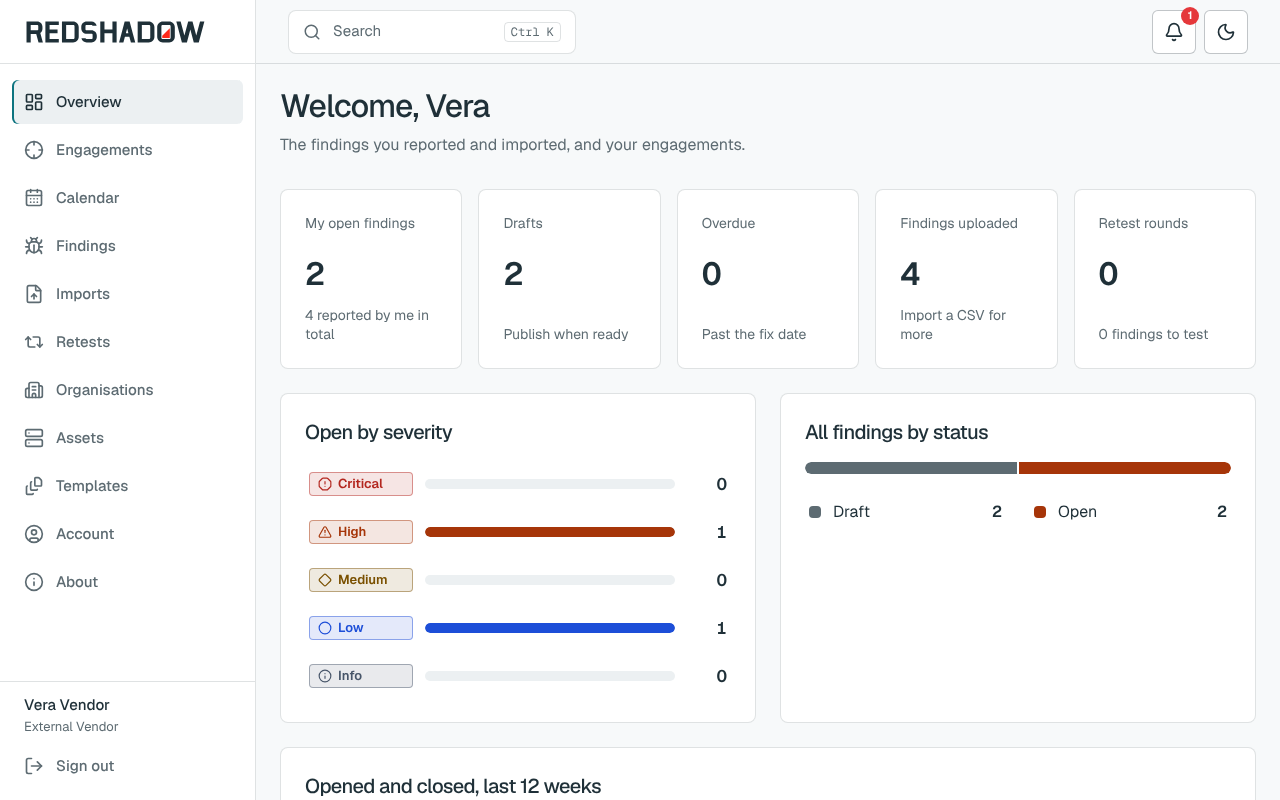 REDSHADOW
Search
Ctrl K
1
Overview
Engagements
Calendar
Findings
Imports
Retests
Organisations
Assets
Templates
Account
About
Vera Vendor
External Vendor
Sign out
Welcome, Vera
The findings you reported and imported, and your engagements.
My open findings
2
4 reported by me in
total
Drafts
2
Publish when ready
Overdue
0
Past the fix date
Findings uploaded
4
Import a CSV for
more
Retest rounds
0
0 findings to test
Open by severity
Critical 0
High 1
Medium 0
Low 1
Info 0
All findings by status
Draft 2 Open 2
Opened and closed, last 12 weeks